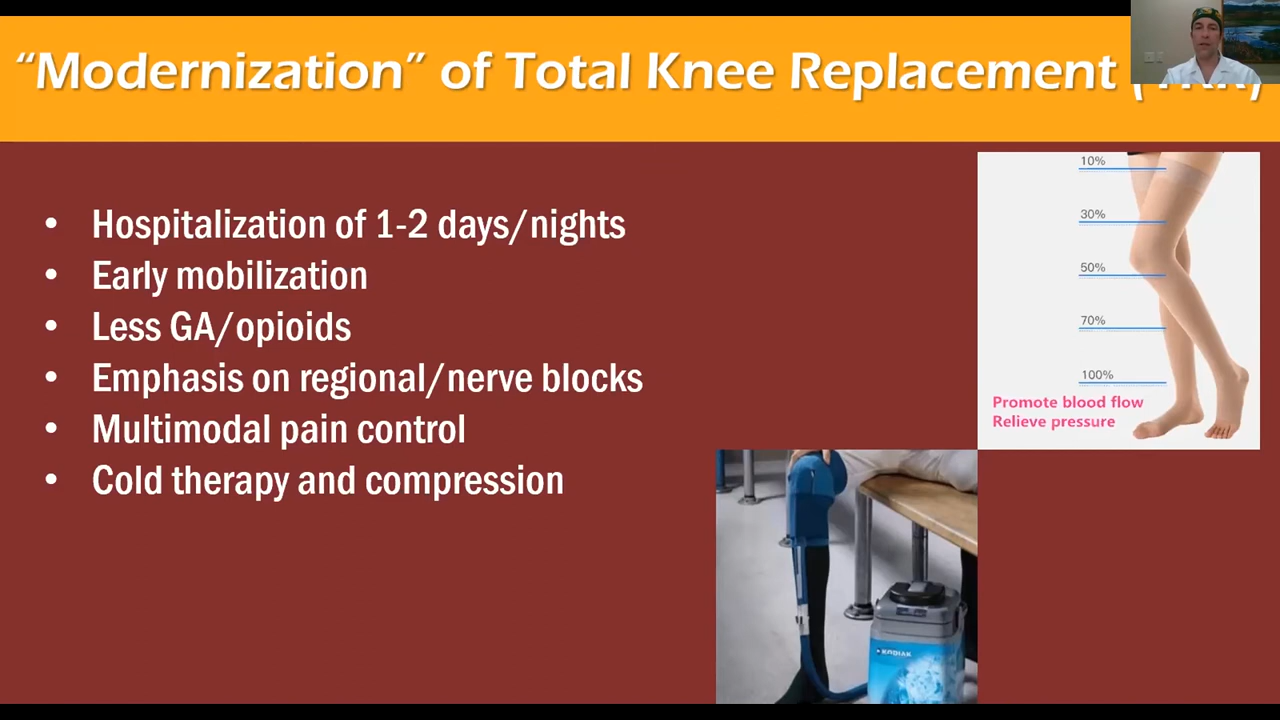 “Modernization” of Total Knee Replacement
• Hospitalization of 1-2 days/nights
• Early mobilization
• Less GA/opioids
• Emphasis on regional/nerve blocks
• Multimodal pain control
• Cold therapy and compression
10%
30%
50%
70%
100%
Promote blood flow
Relieve pressure
KODIAK